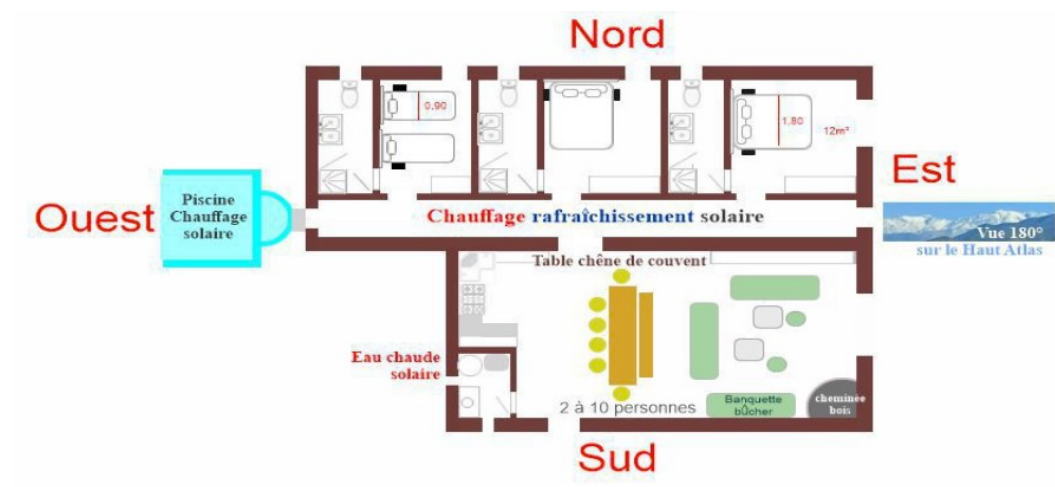 Nord
0.90
1.80
12m²
Est
Ouest
Piscine
Chauffage
solaire
Chauffage rafraîchissement solaire
Vue 180°
sur le Haut Atlas
Table chêne de couvent
Eau chaude
solaire
2 à 10 personnes
Banquette
bûcher
cheminée
bois
Sud